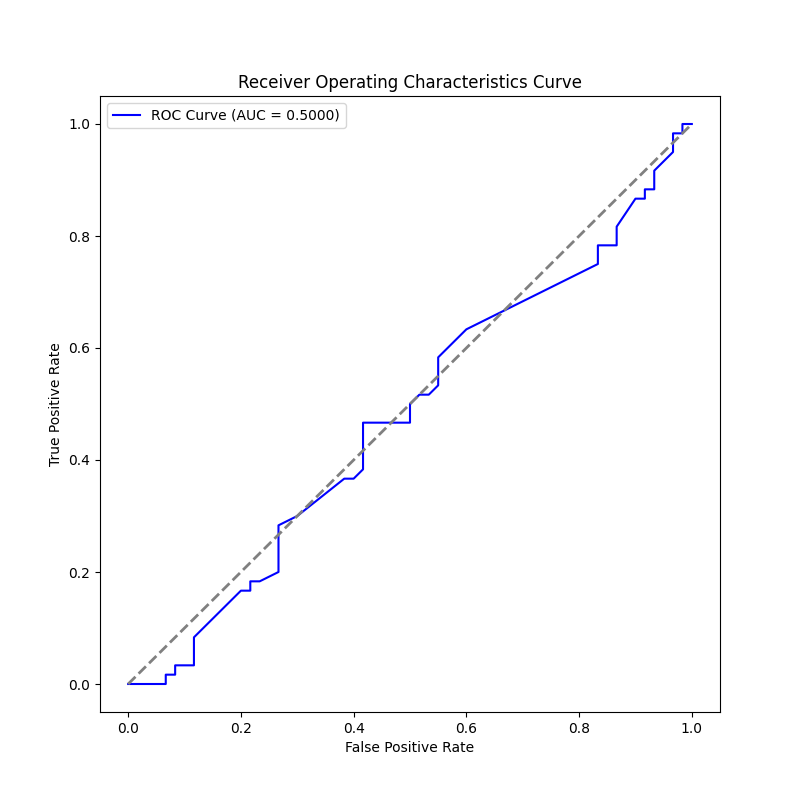 Receiver Operating Characteristics Curve
ROC Curve (AUC = 0.5000)
1.0
0.8
0.6
0.4
0.2
0.0
True Positive Rate
0.0 0.2 0.4 0.6 0.8 1.0
False Positive Rate